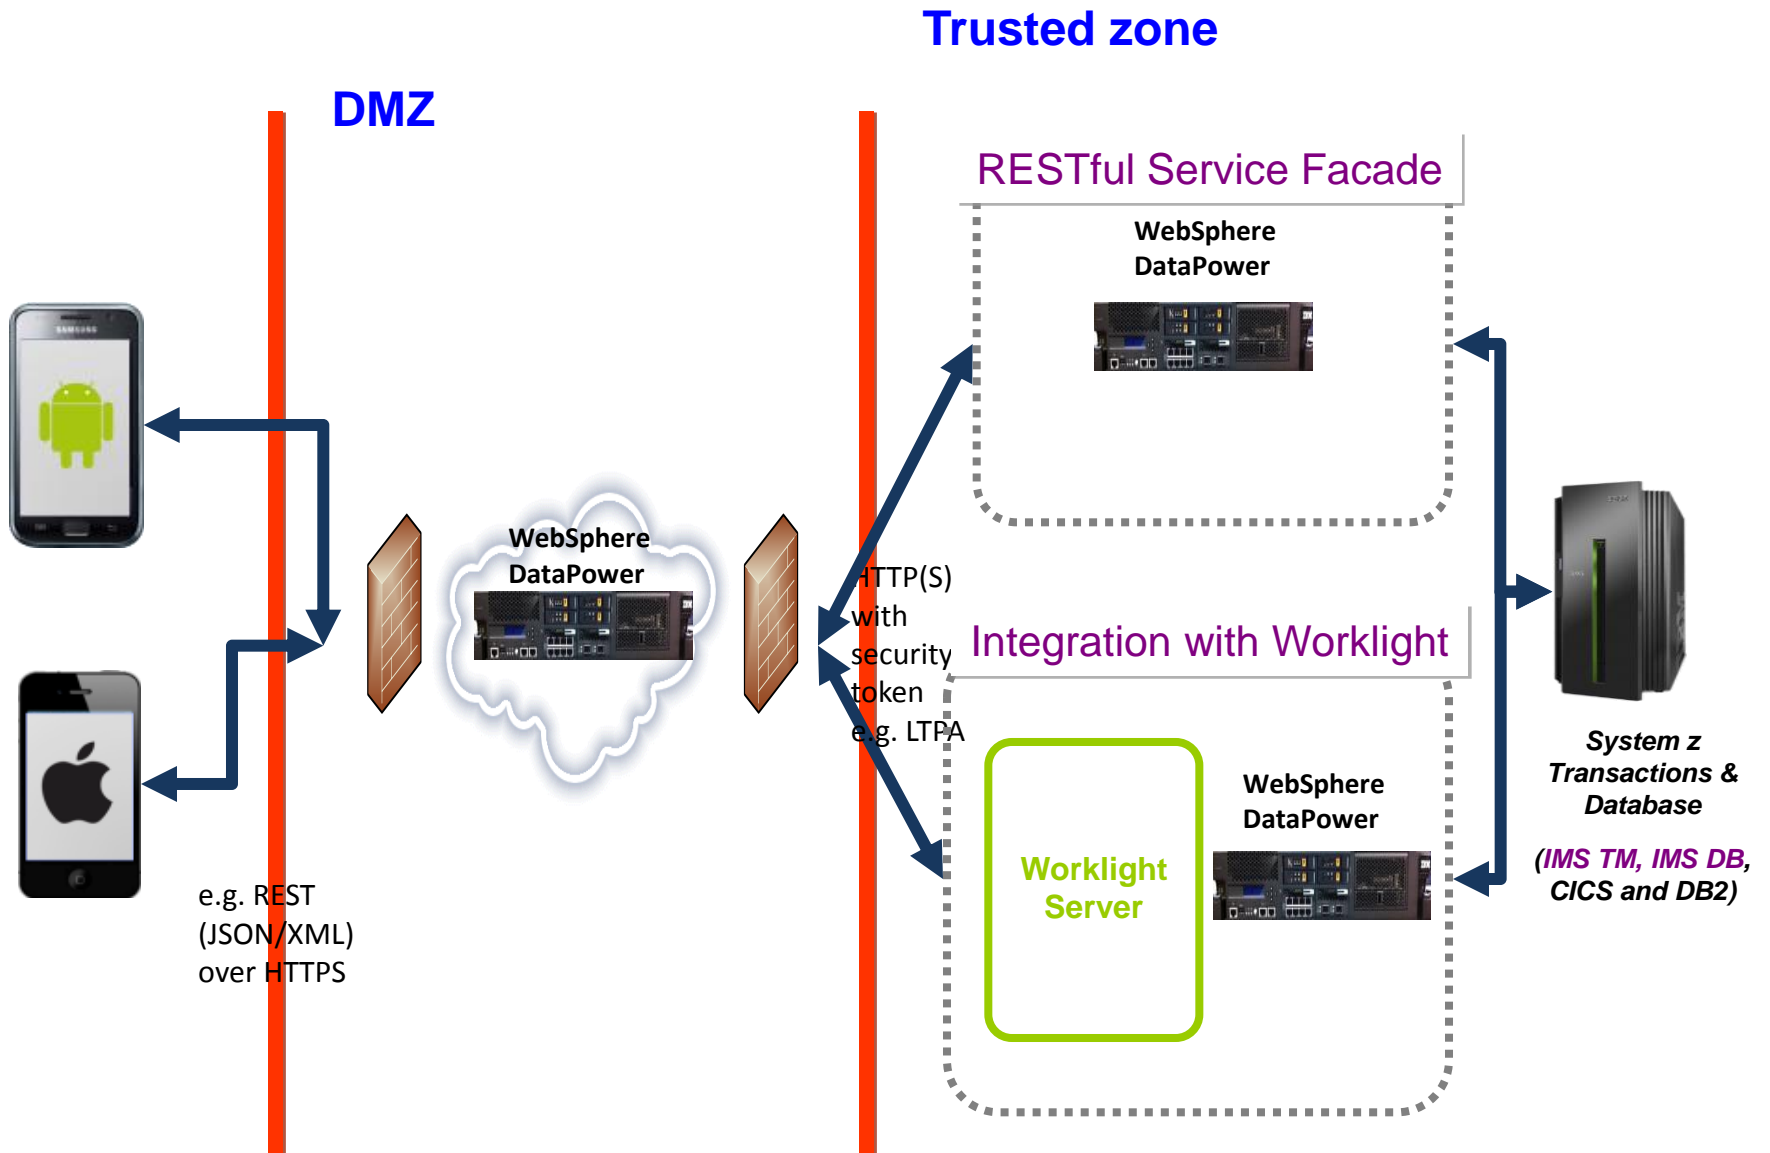 Trusted zone
DMZ
RESTful Service Facade
WebSphere
DataPower
SAMSUNG
WebSphere
DataPower
HTTP(S)
with
security
token
e.g. LTPA
Integration with Worklight
WebSphere
DataPower
Worklight
Server
System z
Transactions &
Database
(IMS TM, IMS DB,
CICS and DB2)
e.g. REST
(JSON/XML)
over HTTPS